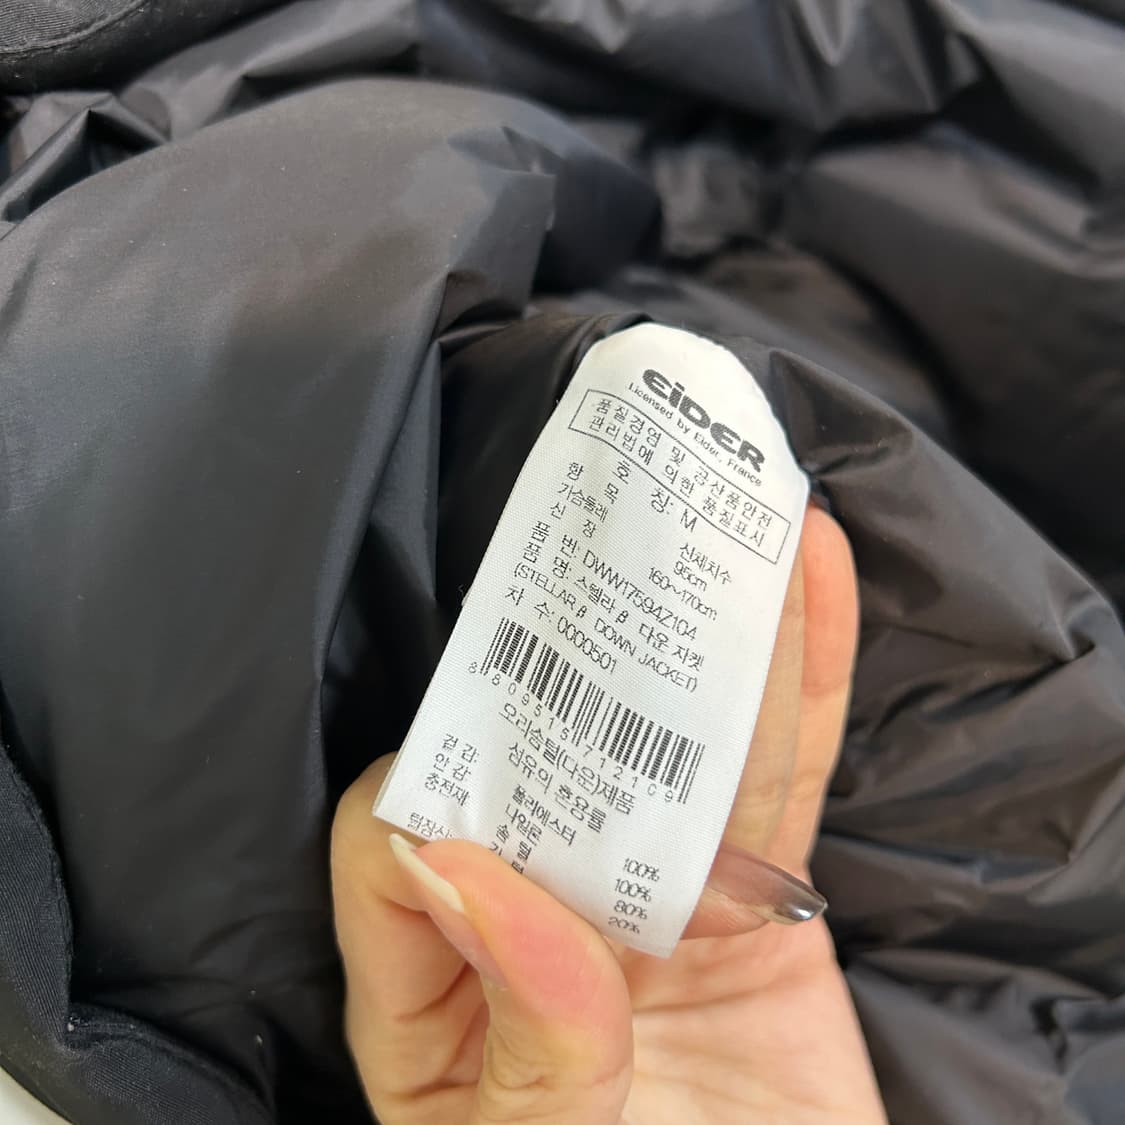 EiDER
Licensed by Eider, France
품질경영 및 공산품안전
관리법에 의한 품질표시
호 칭: M
항 목 신체치수
가슴둘레 95cm
신 장 160~170cm
품 번: DWW17594Z104
품 명: 스텔라 β 다운 자켓
(STELLAR β DOWN JACKET)
차 수: 0000501
8809515712109
오리솜털(다운)제품
섬유의 혼용률
겉감: 폴리에스터 100%
안감 나일론 100%
충전재 솜털 80%
20%